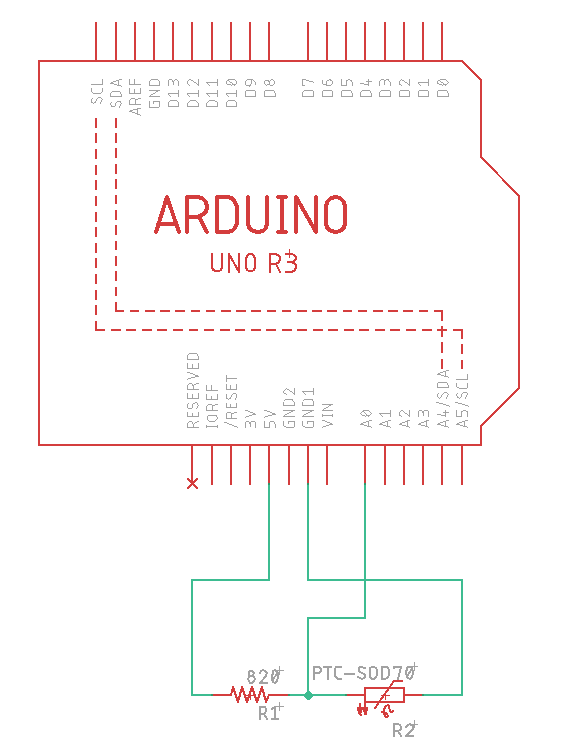 SCL
SDA
AREF
GND
D13
D12
D11
D10
D9
D8
D7
D6
D5
D4
D3
D2
D1
D0
ARDUINO
UNO R3
RESERVED
IOREF
/RESET
3V
5V
GND2
GND1
VIN
A0
A1
A2
A3
A4/SDA
A5/SCL
820
PTC-SOD70
R1
R2